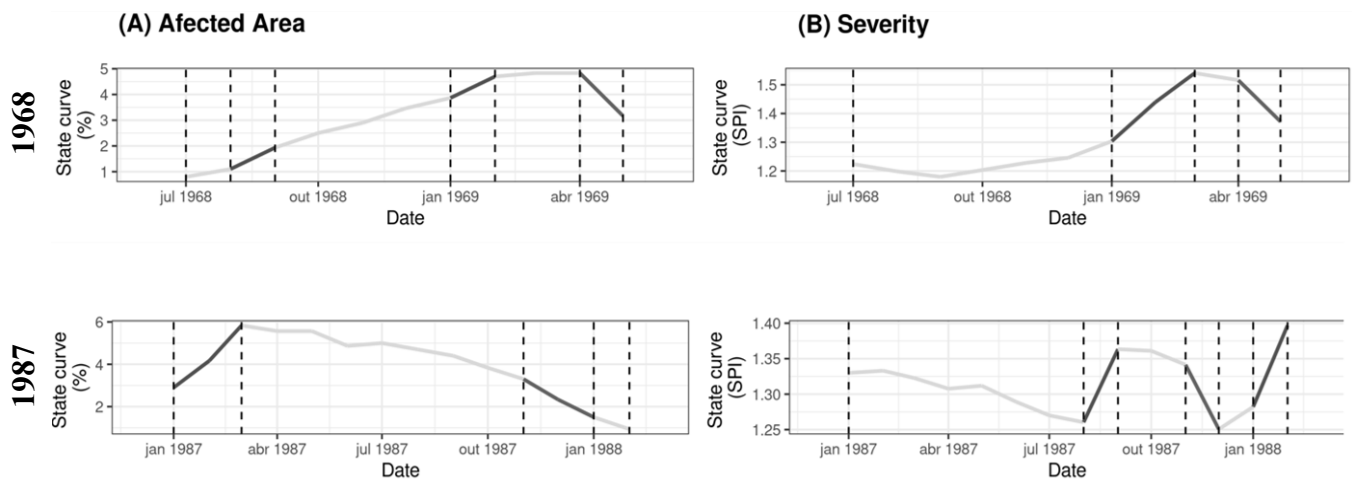 (A) Afected Area
(B) Severity
1968
State curve
(%)
5
4
3
2
1
jul 1968
out 1968
jan 1969
abr 1969
Date
State curve
(SPI)
1.5
1.4
1.3
1.2
jul 1968
out 1968
jan 1969
abr 1969
Date
1987
State curve
(%)
6
4
2
jan 1987
abr 1987
jul 1987
out 1987
jan 1988
Date
State curve
(SPI)
1.40
1.35
1.30
1.25
jan 1987
abr 1987
jul 1987
out 1987
jan 1988
Date